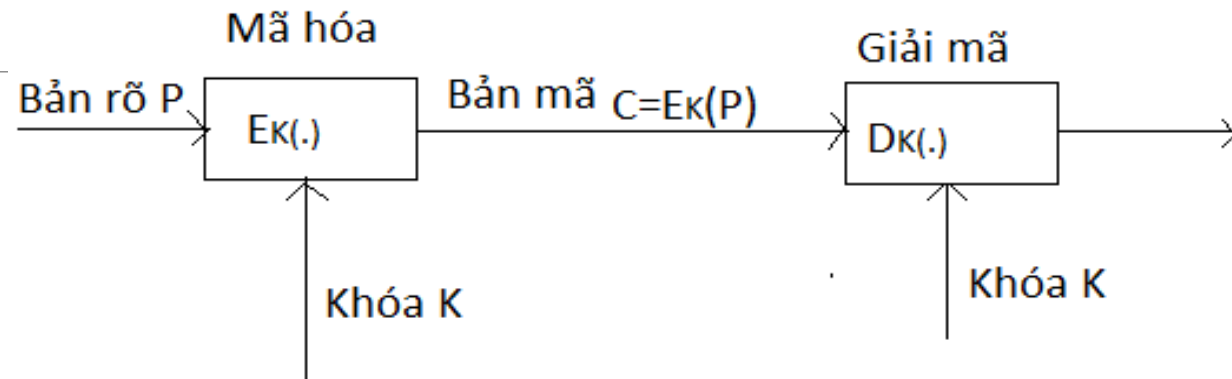 Mã hóa
Giải mã
Bản rõ P
Bản mã C=EK(P)
EK(.)
DK(.)
Khóa K
Khóa K